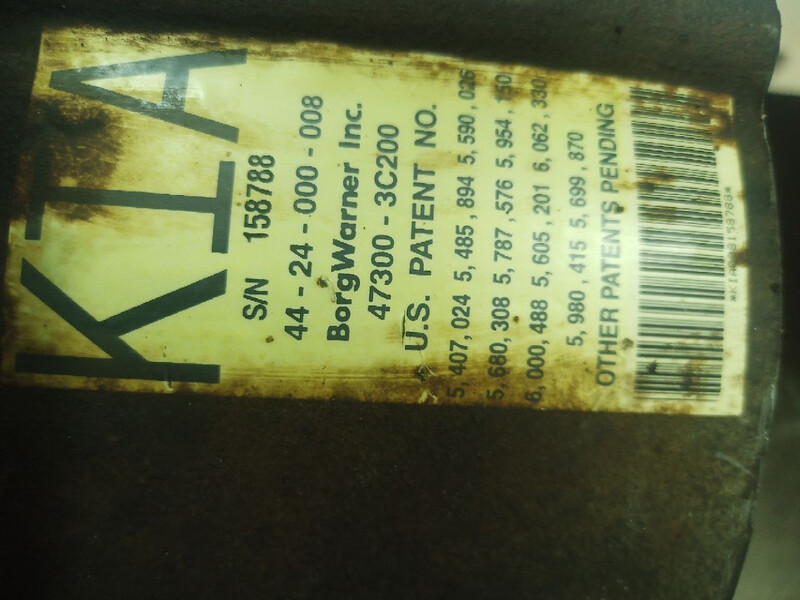 KIA
S/N 158788
44 - 24 - 000 - 008
BorgWarner Inc.
47300 - 3C200
U.S. PATENT NO.
5, 407, 024 5, 485, 894 5, 590, 026
5, 680, 308 5, 787, 576 5, 954, 150
6, 000, 488 5, 605, 201 6, 062, 330
5, 980, 415 5, 699, 870
OTHER PATENTS PENDING